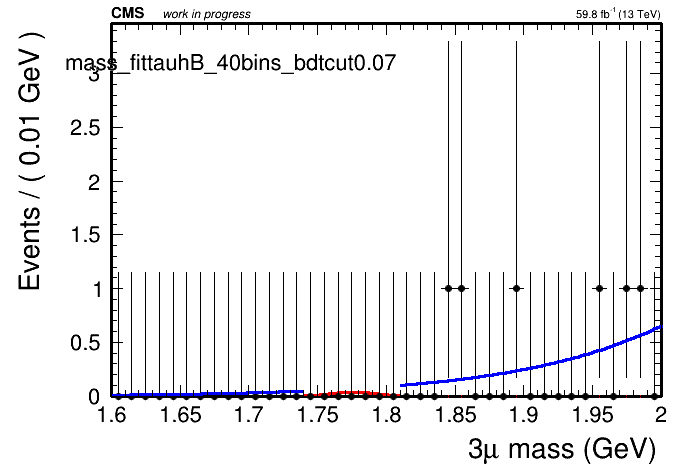 CMS work in progress 59.8 fb⁻¹ (13 TeV)
mass_fittauhB_40bins_bdtcut0.07
Events / ( 0.01 GeV )
3
2.5
2
1.5
1
0.5
0
1.6 1.65 1.7 1.75 1.8 1.85 1.9 1.95 2
3μ mass (GeV)